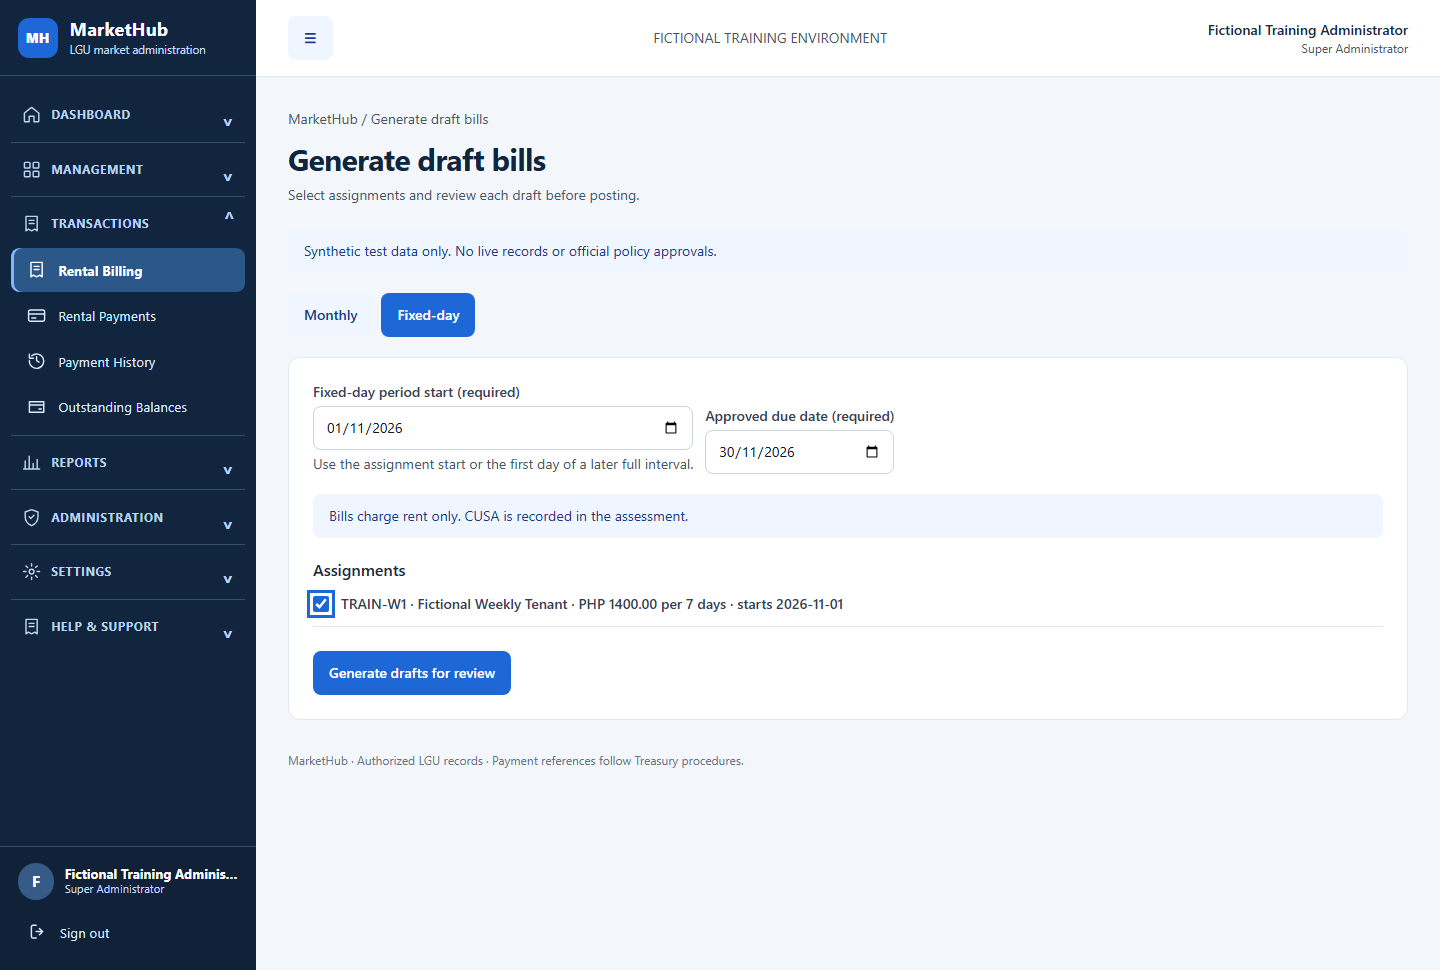 MH
MarketHub
LGU market administration
☰
FICTIONAL TRAINING ENVIRONMENT
Fictional Training Administrator
Super Administrator
DASHBOARD
MANAGEMENT
TRANSACTIONS
Rental Billing
Rental Payments
Payment History
Outstanding Balances
REPORTS
ADMINISTRATION
SETTINGS
HELP & SUPPORT
F
Fictional Training Adminis...
Super Administrator
Sign out
MarketHub / Generate draft bills
Generate draft bills
Select assignments and review each draft before posting.
Synthetic test data only. No live records or official policy approvals.
Monthly
Fixed-day
Fixed-day period start (required)
01/11/2026
Use the assignment start or the first day of a later full interval.
Approved due date (required)
30/11/2026
Bills charge rent only. CUSA is recorded in the assessment.
Assignments
TRAIN-W1 · Fictional Weekly Tenant · PHP 1400.00 per 7 days · starts 2026-11-01
Generate drafts for review
MarketHub · Authorized LGU records · Payment references follow Treasury procedures.